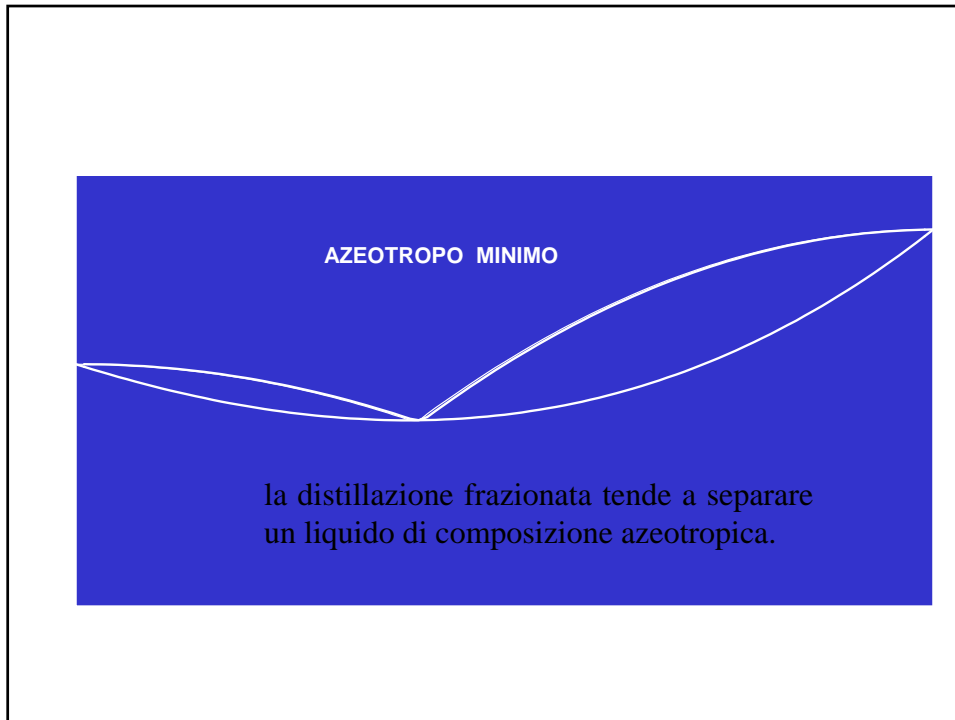 AZEOTROPO MINIMO
la distillazione frazionata tende a separare
un liquido di composizione azeotropica.